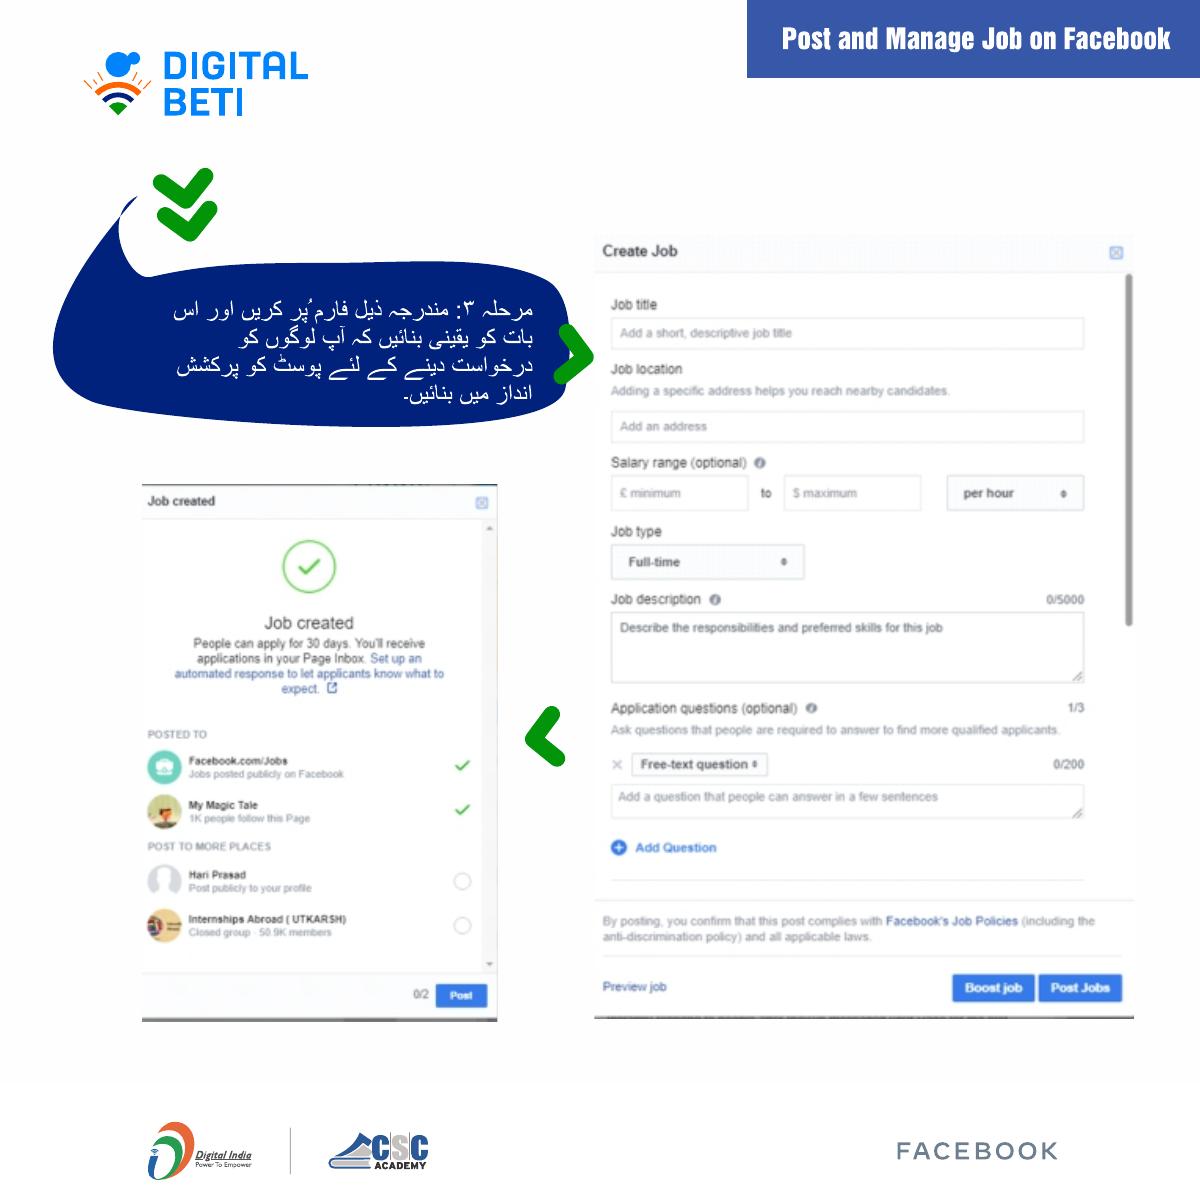 Post and Manage Job on Facebook
DIGITAL
BETI
مرحلہ ۳: مندرجہ ذیل فارم ُپر کریں اور اس
بات کو یقینی بنائیں کہ آپ لوگوں کو
درخواست دینے کے لئے پوسٹ کو پرکشش
انداز میں بنائیں۔
Create Job
Job title
Add a short, descriptive job title
Job location
Adding a specific address helps you reach nearby candidates.
Add an address
Salary range (optional)
£ minimum to $ maximum per hour
Job type
Full-time
Job description 0/5000
Describe the responsibilities and preferred skills for this job
Application questions (optional) 1/3
Ask questions that people are required to answer to find more qualified applicants.
Free-text question 0/200
Add a question that people can answer in a few sentences
Add Question
By posting, you confirm that this post complies with Facebook's Job Policies (including the
anti-discrimination policy) and all applicable laws.
Preview job Boost job Post Jobs
Job created
Job created
People can apply for 30 days. You'll receive
applications in your Page Inbox. Set up an
automated response to let applicants know what to
expect.
POSTED TO
Facebook.com/Jobs
Jobs posted publicly on Facebook
My Magic Tale
1K people follow this Page
POST TO MORE PLACES
Hari Prasad
Post publicly to your profile
Internships Abroad ( UTKARSH)
Closed group · 50.9K members
0/2 Post
Digital India
Power To Empower
CSC
ACADEMY
FACEBOOK